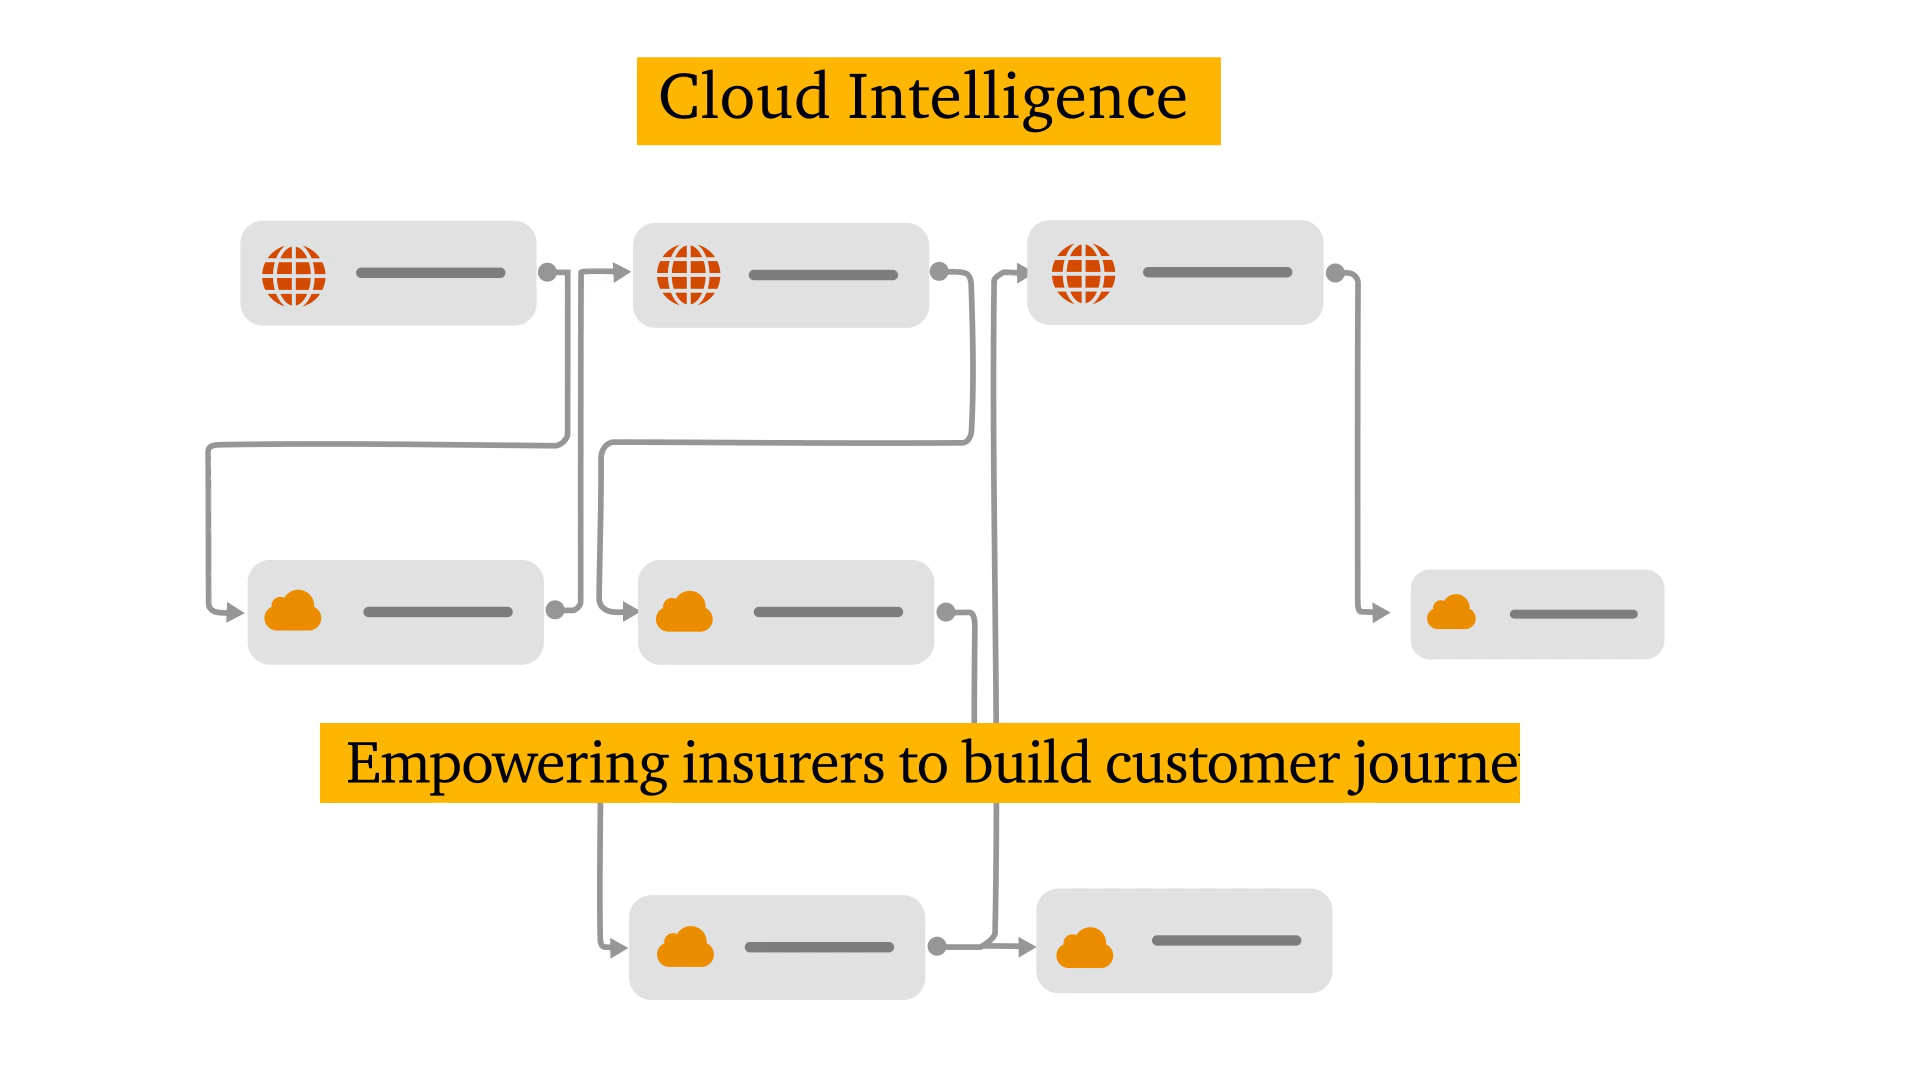 Cloud Intelligence
Empowering insurers to build customer journe